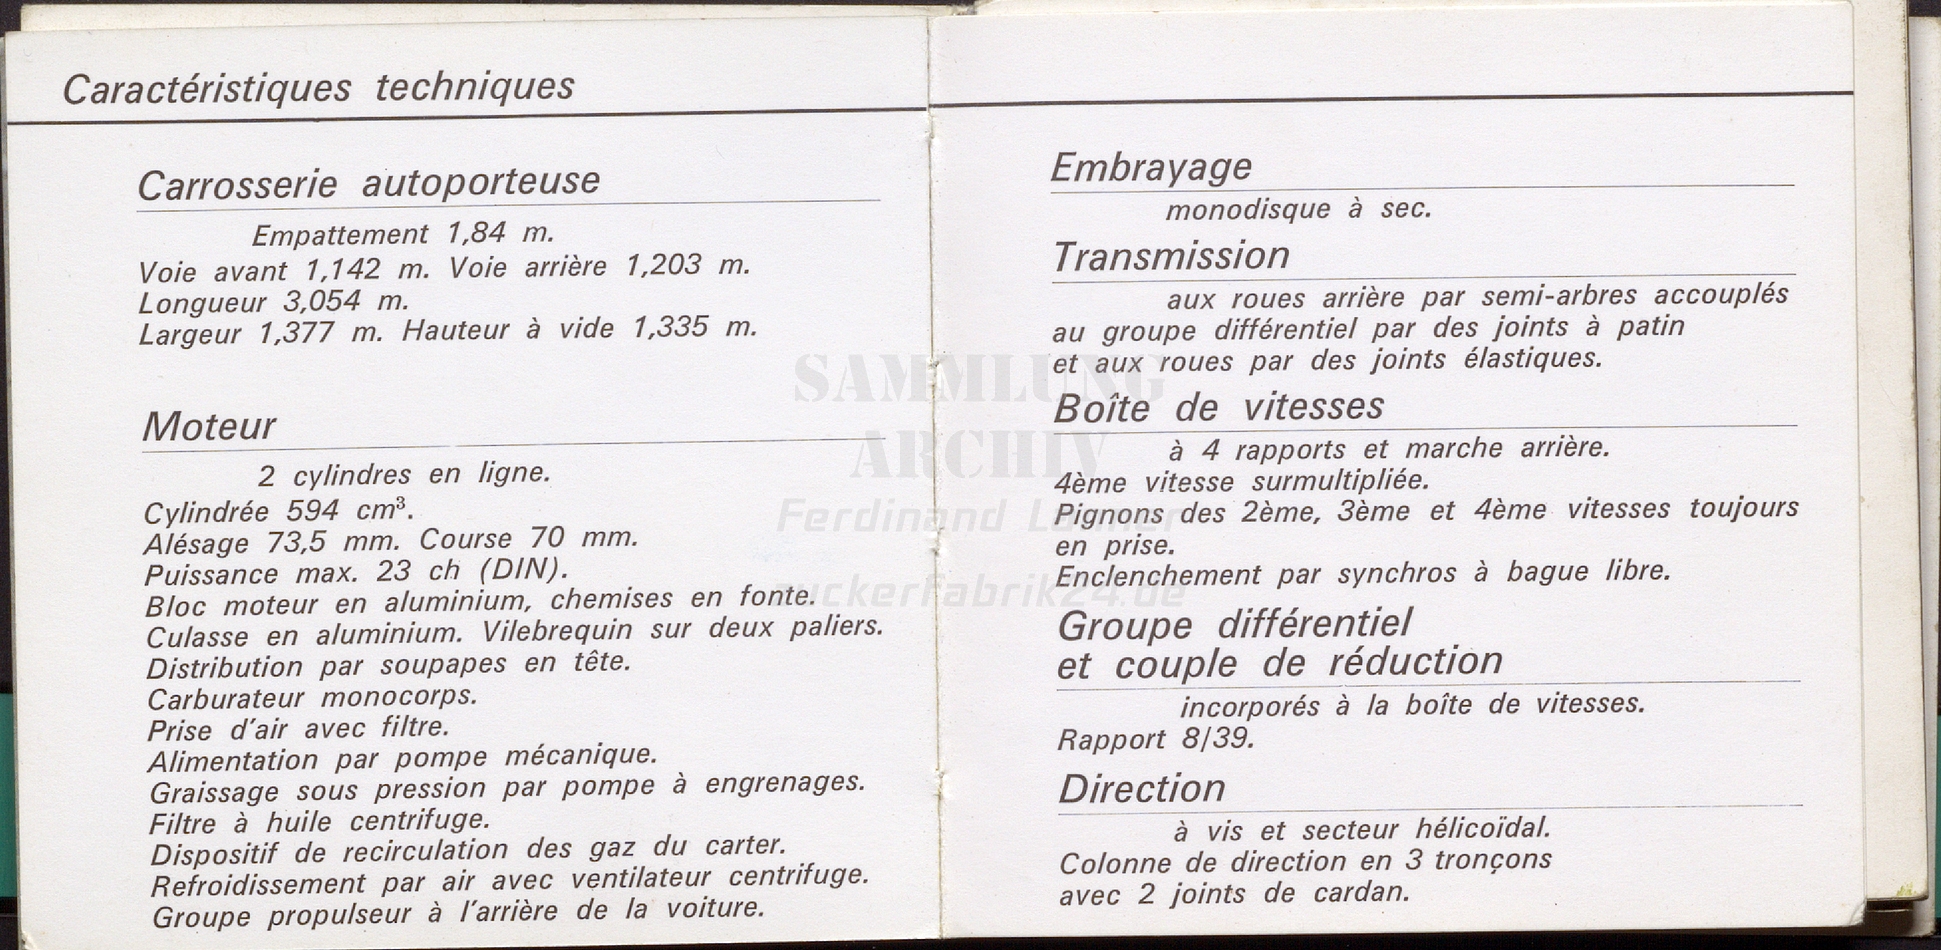 Caractéristiques techniques
Carrosserie autoporteuse
Empattement 1,84 m.
Voie avant 1,142 m. Voie arrière 1,203 m.
Longueur 3,054 m.
Largeur 1,377 m. Hauteur à vide 1,335 m.
Moteur
2 cylindres en ligne.
Cylindrée 594 cm³.
Alésage 73,5 mm. Course 70 mm.
Puissance max. 23 ch (DIN).
Bloc moteur en aluminium, chemises en fonte.
Culasse en aluminium. Vilebrequin sur deux paliers.
Distribution par soupapes en tête.
Carburateur monocorps.
Prise d'air avec filtre.
Alimentation par pompe mécanique.
Graissage sous pression par pompe à engrenages.
Filtre à huile centrifuge.
Dispositif de recirculation des gaz du carter.
Refroidissement par air avec ventilateur centrifuge.
Groupe propulseur à l'arrière de la voiture.
Embrayage
monodisque à sec.
Transmission
aux roues arrière par semi-arbres accouplés
au groupe différentiel par des joints à patin
et aux roues par des joints élastiques.
Boîte de vitesses
à 4 rapports et marche arrière.
4ème vitesse surmultipliée.
Pignons des 2ème, 3ème et 4ème vitesses toujours
en prise.
Enclenchement par synchros à bague libre.
Groupe différentiel
et couple de réduction
incorporés à la boîte de vitesses.
Rapport 8/39.
Direction
à vis et secteur hélicoïdal.
Colonne de direction en 3 tronçons
avec 2 joints de cardan.
SAMMLUNG
ARCHIV
Ferdinand
zuckerfabrik24.de